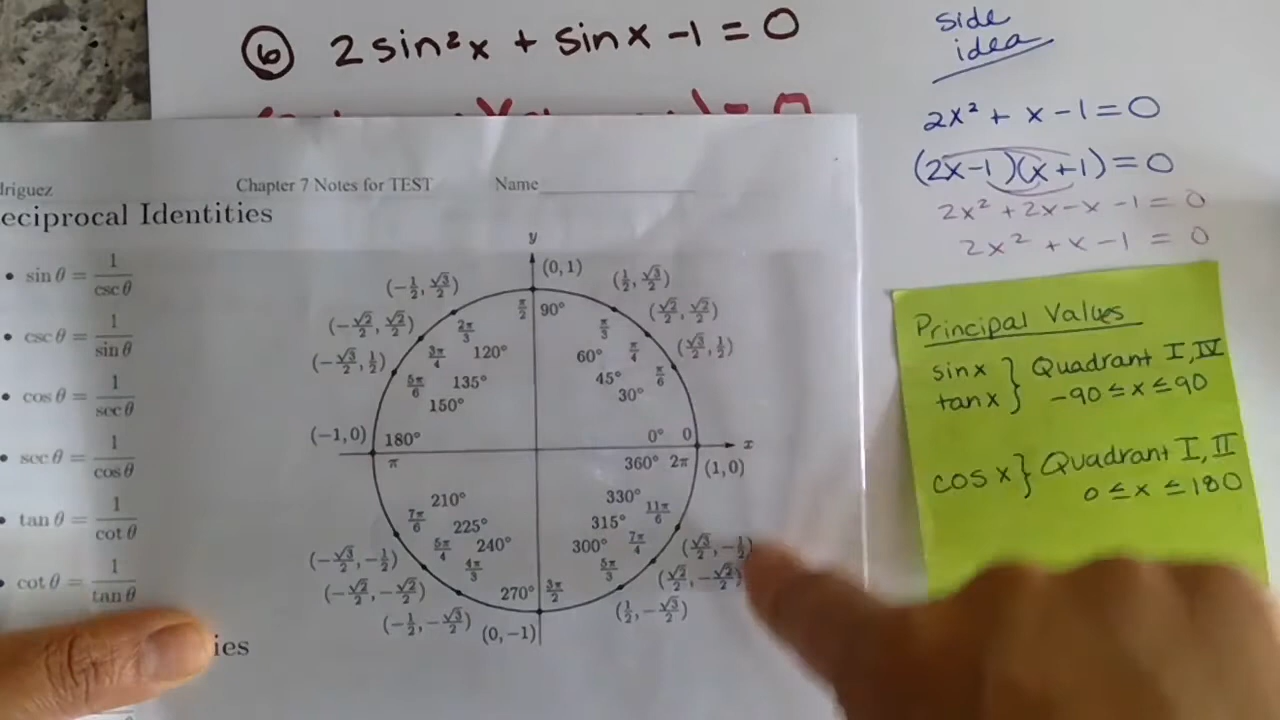 ⑥ 2sin²x + sinx -1 = 0
side
idea
2x² + x -1 = 0
(2x-1)(x+1) = 0
2x² +2x-x -1 = 0
2x² +x-1 = 0
Principal Values
sinx } Quadrant I, IV
tanx } -90 ≤ x ≤ 90
cosx } Quadrant I, II
0 ≤ x ≤ 180
driguez Chapter 7 Notes for TEST Name
eciprocal Identities
• sin θ = 1/csc θ
• csc θ = 1/sin θ
• cos θ = 1/sec θ
• sec θ = 1/cos θ
• tan θ = 1/cot θ
• cot θ = 1/tan θ
ies
y
(0, 1)
(-1/2, √3/2) (1/2, √3/2)
(-√2/2, √2/2) (√2/2, √2/2)
(-√3/2, 1/2) (√3/2, 1/2)
π/2 90°
2π/3 120° 60° π/3
3π/4 135° 45° π/4
5π/6 150° 30° π/6
(-1, 0) 180° π
0° 0 x
360° 2π (1, 0)
210° 7π/6 330° 11π/6
225° 5π/4 315° 7π/4
240° 4π/3 300° 5π/3
270° 3π/2
(-√3/2, -1/2) (√3/2, -1/2)
(-√2/2, -√2/2) (√2/2, -√2/2)
(-1/2, -√3/2) (1/2, -√3/2)
(0, -1)